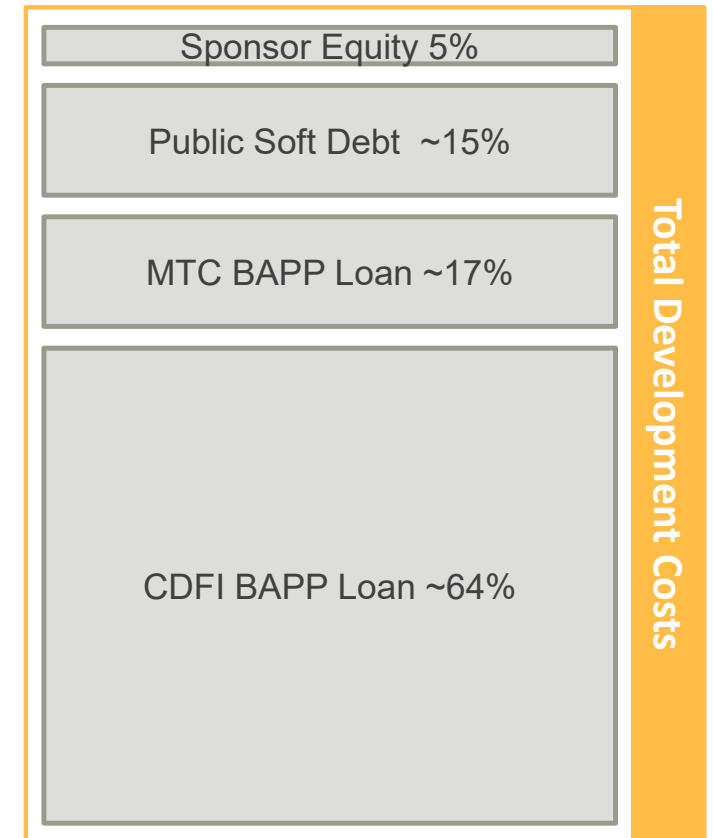 Sponsor Equity 5%
Public Soft Debt ~15%
MTC BAPP Loan ~17%
CDFI BAPP Loan ~64%
Total Development Costs